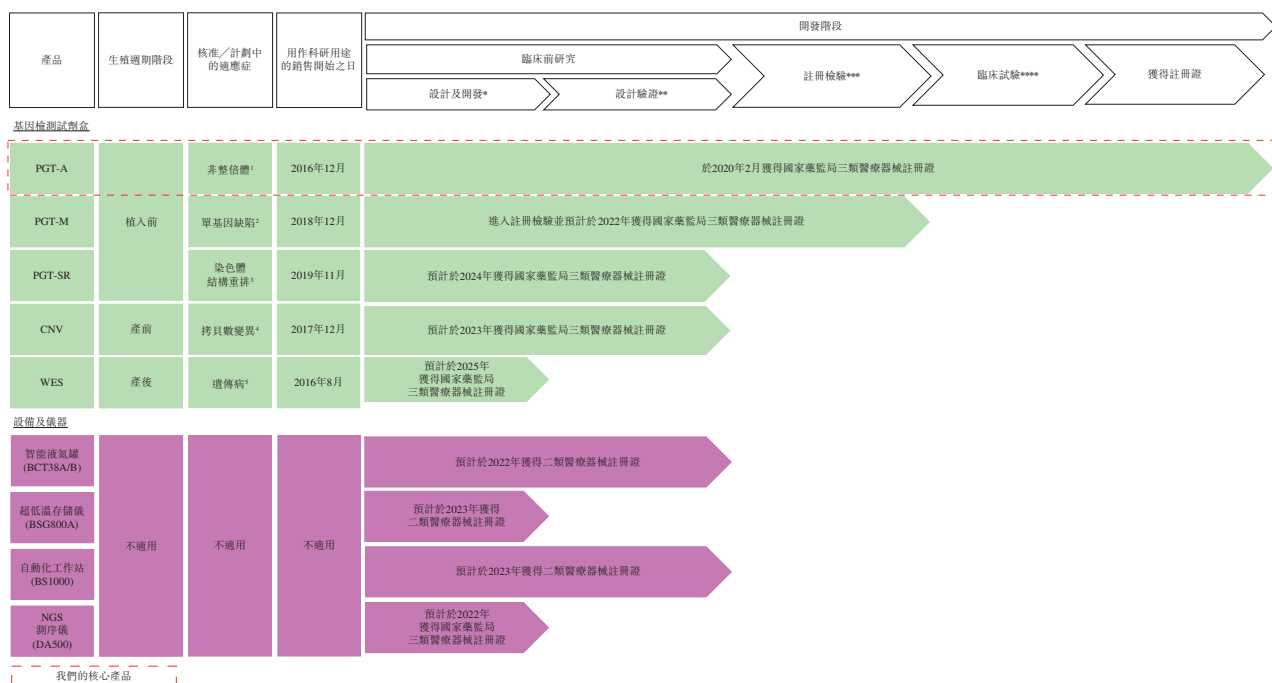 產品
生殖週期階段
核准／計劃中
的適應症
用作科研用途
的銷售開始之日
開發階段
臨床前研究
設計及開發*
設計驗證**
註冊檢驗***
臨床試驗****
獲得註冊證
基因檢測試劑盒
PGT-A
非整倍體¹
2016年12月
於2020年2月獲得國家藥監局三類醫療器械註冊證
PGT-M
植入前
單基因缺陷²
2018年12月
進入註冊檢驗並預計於2022年獲得國家藥監局三類醫療器械註冊證
PGT-SR
染色體
結構重排³
2019年11月
預計於2024年獲得國家藥監局三類醫療器械註冊證
CNV
產前
拷貝數變異⁴
2017年12月
預計於2023年獲得國家藥監局三類醫療器械註冊證
WES
產後
遺傳病⁵
2016年8月
預計於2025年
獲得國家藥監局
三類醫療器械註冊證
設備及儀器
智能液氮罐
(BCT38A/B)
預計於2022年獲得二類醫療器械註冊證
超低溫存儲儀
(BSG800A)
預計於2023年獲得
二類醫療器械註冊證
不適用
不適用
不適用
自動化工作站
(BS1000)
預計於2023年獲得二類醫療器械註冊證
NGS
測序儀
(DA500)
預計於2022年
獲得國家藥監局
三類醫療器械註冊證
我們的核心產品